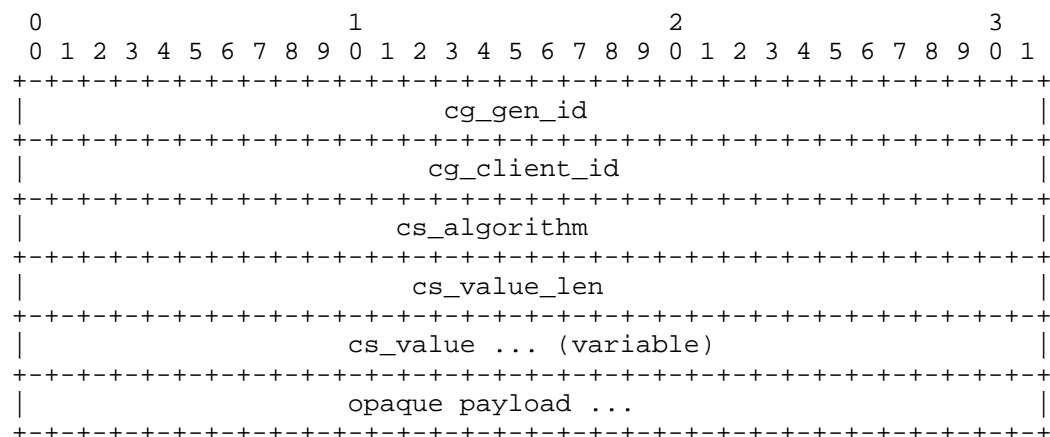 0                   1                   2                   3
 0 1 2 3 4 5 6 7 8 9 0 1 2 3 4 5 6 7 8 9 0 1 2 3 4 5 6 7 8 9 0 1
+-+-+-+-+-+-+-+-+-+-+-+-+-+-+-+-+-+-+-+-+-+-+-+-+-+-+-+-+-+-+-+-+
|                          cg_gen_id                            |
+-+-+-+-+-+-+-+-+-+-+-+-+-+-+-+-+-+-+-+-+-+-+-+-+-+-+-+-+-+-+-+-+
|                         cg_client_id                          |
+-+-+-+-+-+-+-+-+-+-+-+-+-+-+-+-+-+-+-+-+-+-+-+-+-+-+-+-+-+-+-+-+
|                       cs_algorithm                            |
+-+-+-+-+-+-+-+-+-+-+-+-+-+-+-+-+-+-+-+-+-+-+-+-+-+-+-+-+-+-+-+-+
|                        cs_value_len                           |
+-+-+-+-+-+-+-+-+-+-+-+-+-+-+-+-+-+-+-+-+-+-+-+-+-+-+-+-+-+-+-+-+
|                    cs_value ... (variable)                    |
+-+-+-+-+-+-+-+-+-+-+-+-+-+-+-+-+-+-+-+-+-+-+-+-+-+-+-+-+-+-+-+-+
|                    opaque payload ...                         |
+-+-+-+-+-+-+-+-+-+-+-+-+-+-+-+-+-+-+-+-+-+-+-+-+-+-+-+-+-+-+-+-+